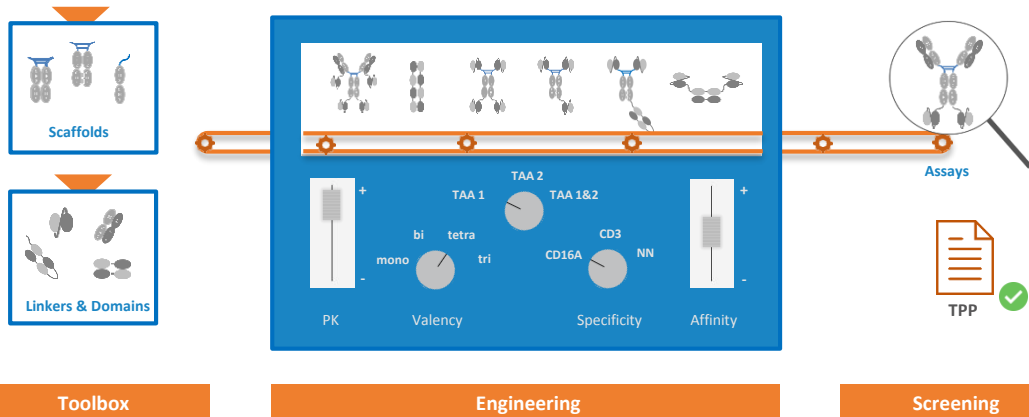 Scaffolds
Linkers & Domains
TAA 2
TAA 1
TAA 1&2
bi
tetra
mono
tri
CD3
CD16A
NN
+
-
+
-
PK
Valency
Specificity
Affinity
Assays
TPP
Toolbox
Engineering
Screening